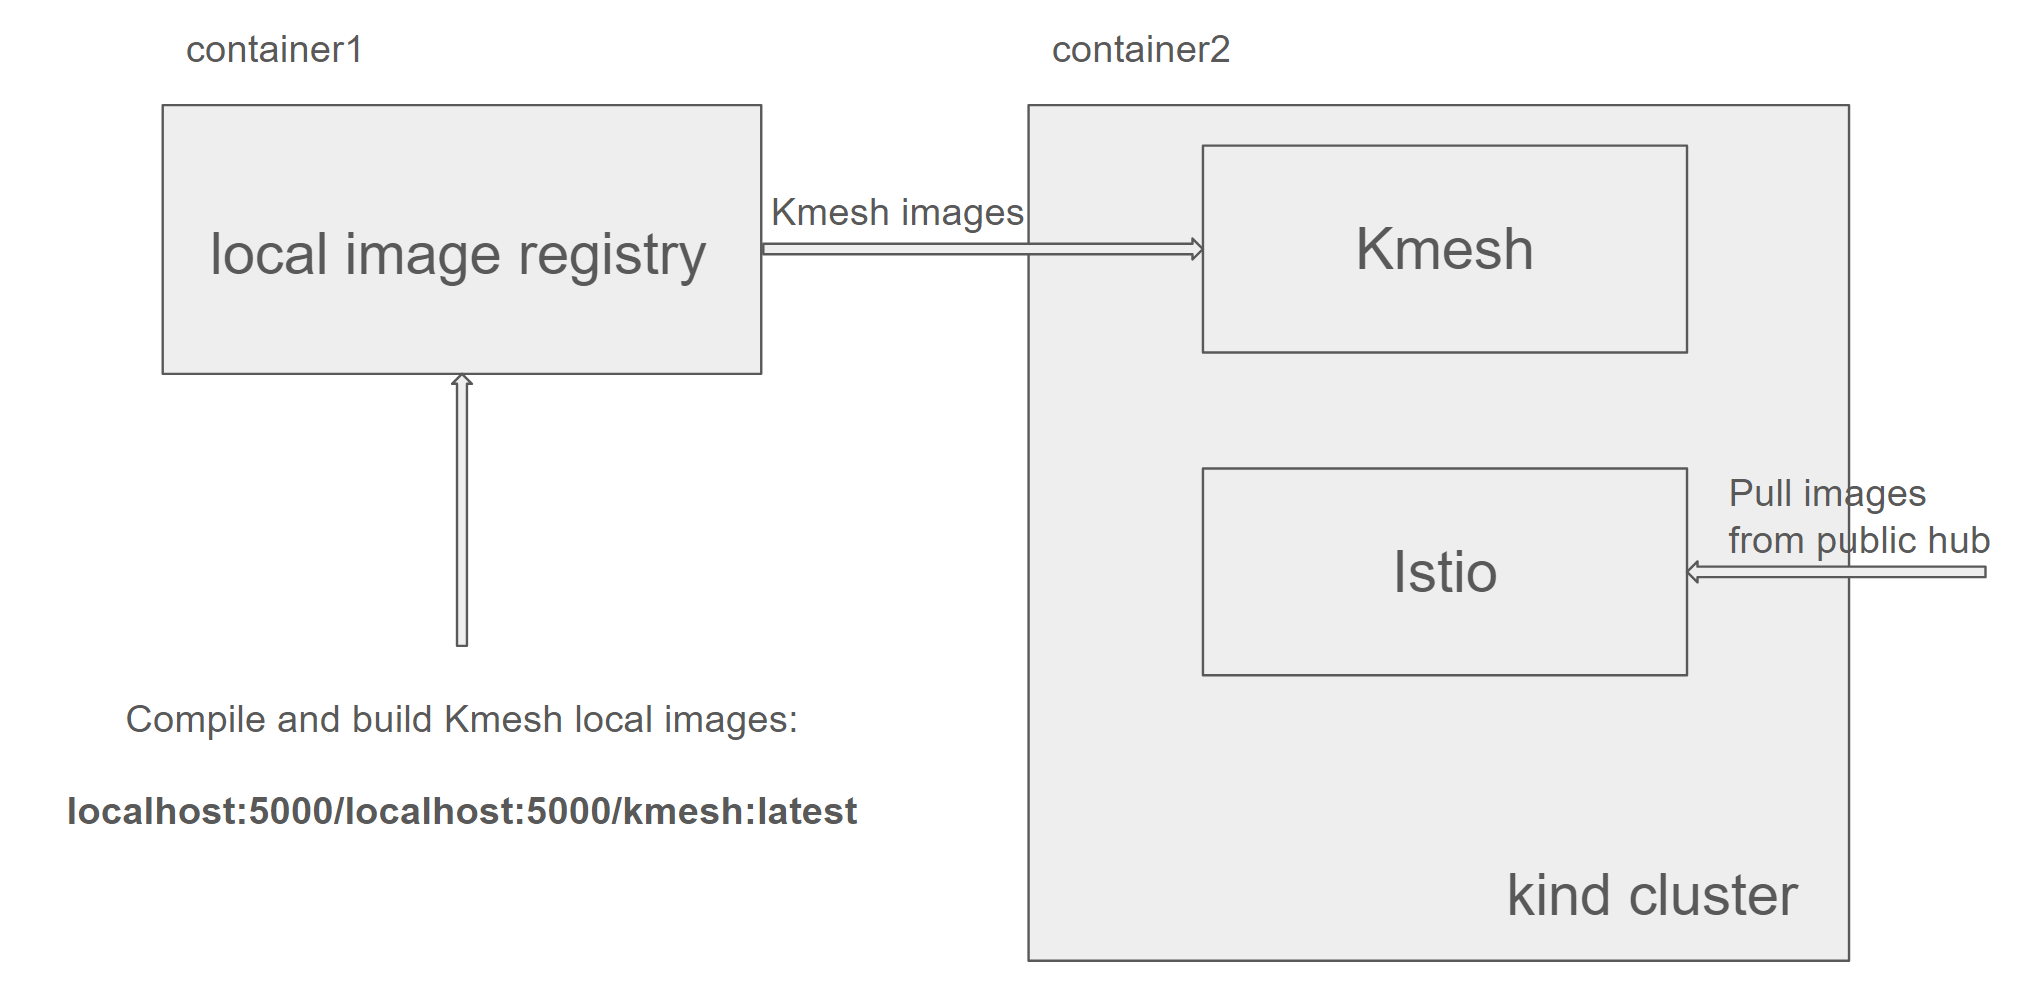 container1
container2
local image registry
Kmesh images
Kmesh
Pull images
from public hub
Istio
Compile and build Kmesh local images:
localhost:5000/localhost:5000/kmesh:latest
kind cluster